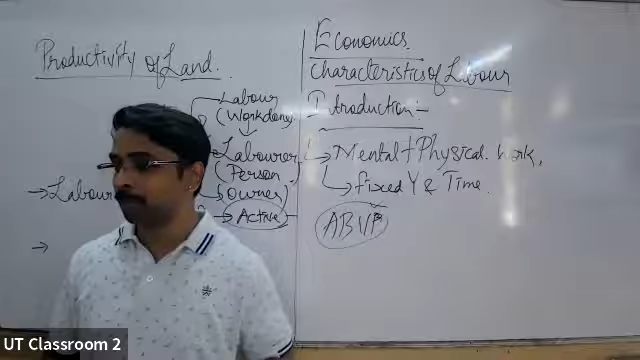 Productivity of Land.
Labour
(Workdone)
Labourer
(Person
Owner)
→ Active
→ Labour
→
Economics
Characteristics of Labour
Introduction :-
→ Mental + Physical work,
→ fixed Y & Time.
UT Classroom 2